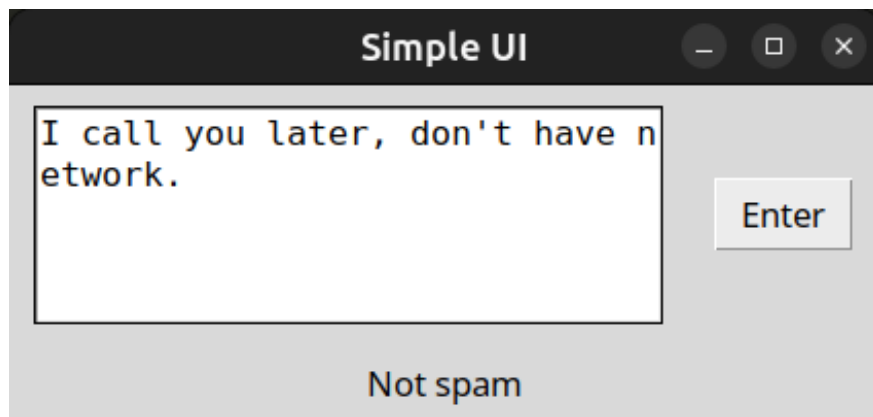 Simple UI
I call you later, don't have n
etwork.
Enter
Not spam